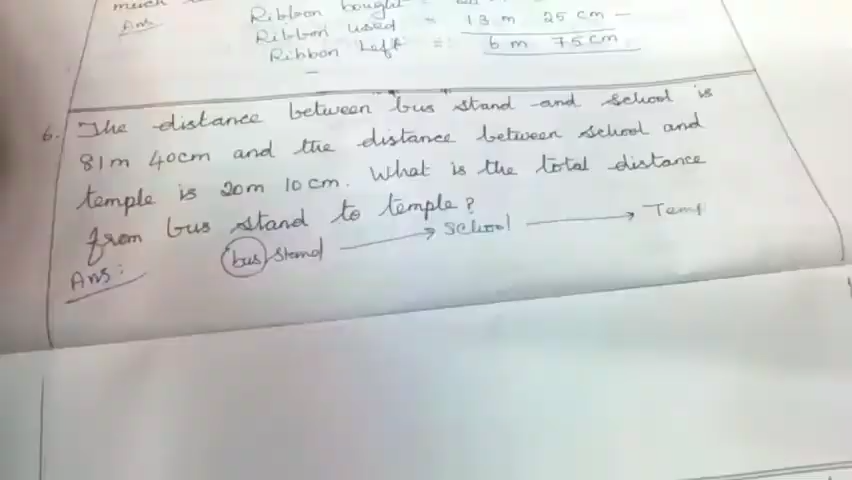 much
Ribbon bought
Ans
Ribbon used = 13 m 25 cm -
Ribbon Left = 6 m 75 cm
6. The distance between bus stand and school is
81m 40cm and the distance between school and
temple is 20m 10cm. What is the total distance
from bus stand to temple?
Ans: bus stand → School → Temp